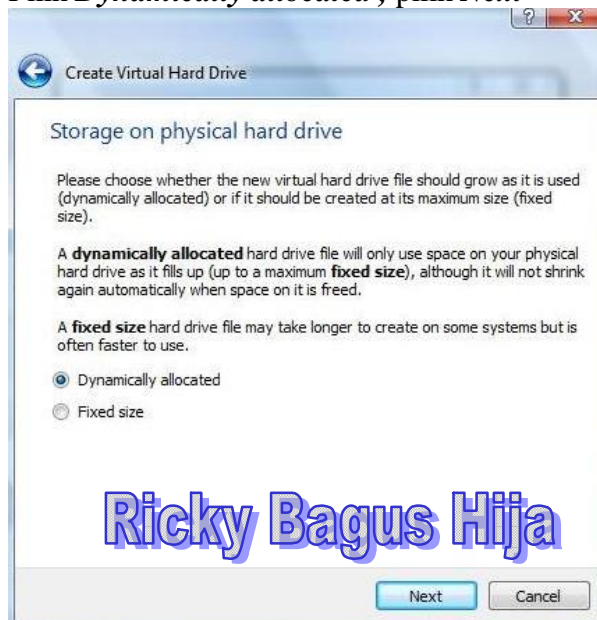 Pilih Dynamically allocated , pilih Next
Create Virtual Hard Drive
Storage on physical hard drive
Please choose whether the new virtual hard drive file should grow as it is used
(dynamically allocated) or if it should be created at its maximum size (fixed
size).
A dynamically allocated hard drive file will only use space on your physical
hard drive as it fills up (up to a maximum fixed size), although it will not shrink
again automatically when space on it is freed.
A fixed size hard drive file may take longer to create on some systems but is
often faster to use.
Dynamically allocated
Fixed size
Ricky Bagus Hija
Next Cancel